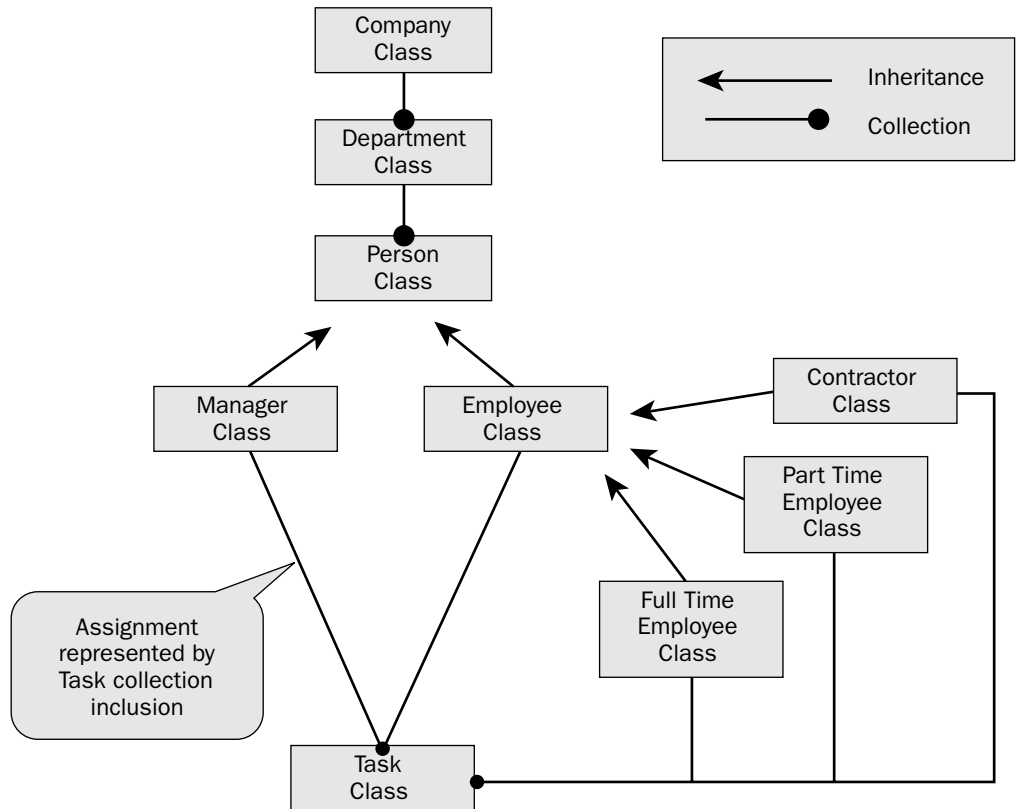 Company
Class
Inheritance
Collection
Department
Class
Person
Class
Manager
Class
Employee
Class
Contractor
Class
Part Time
Employee
Class
Full Time
Employee
Class
Assignment
represented by
Task collection
inclusion
Task
Class